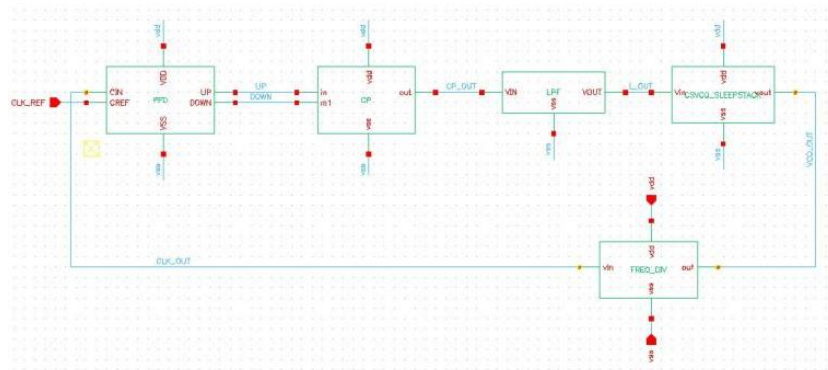 vdd vdd vdd
VDD vdd vdd
CIN UP UP in out CP_OUT VIN LPF VOUT L_OUT Vin CSVCO_SLEEPSTACK out
CLK_REF CREF PFD DOWN DOWN in1 CP
VSS vss vss vss
vss vss vss vss
VCO_OUT
vdd
vdd
CLK_OUT vin FREQ_DIV out
vss
vss